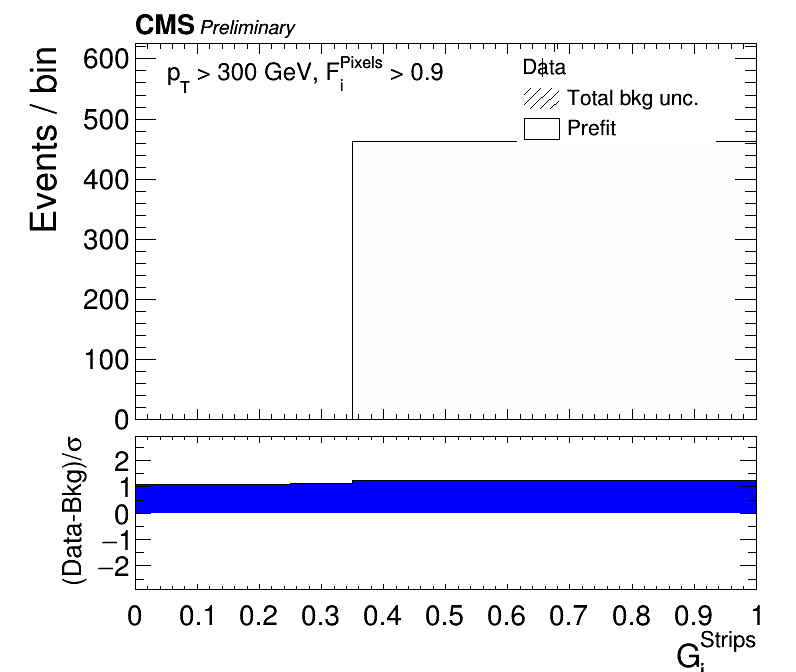 CMS Preliminary
p_T > 300 GeV, F_i^Pixels > 0.9
Data
Total bkg unc.
Prefit
Events / bin
600
500
400
300
200
100
0
(Data-Bkg)/σ
2
1
0
−1
−2
0 0.1 0.2 0.3 0.4 0.5 0.6 0.7 0.8 0.9 1
G_i^Strips